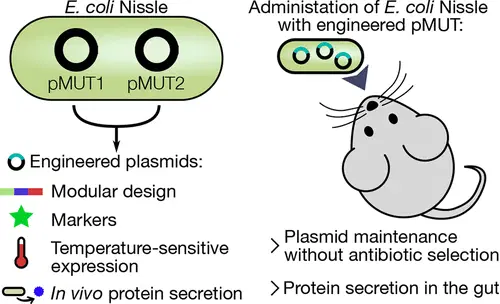 E. coli Nissle
pMUT1
pMUT2
Engineered plasmids:
Modular design
Markers
Temperature-sensitive
expression
In vivo protein secretion
Administation of E. coli Nissle
with engineered pMUT:
> Plasmid maintenance
without antibiotic selection
> Protein secretion in the gut